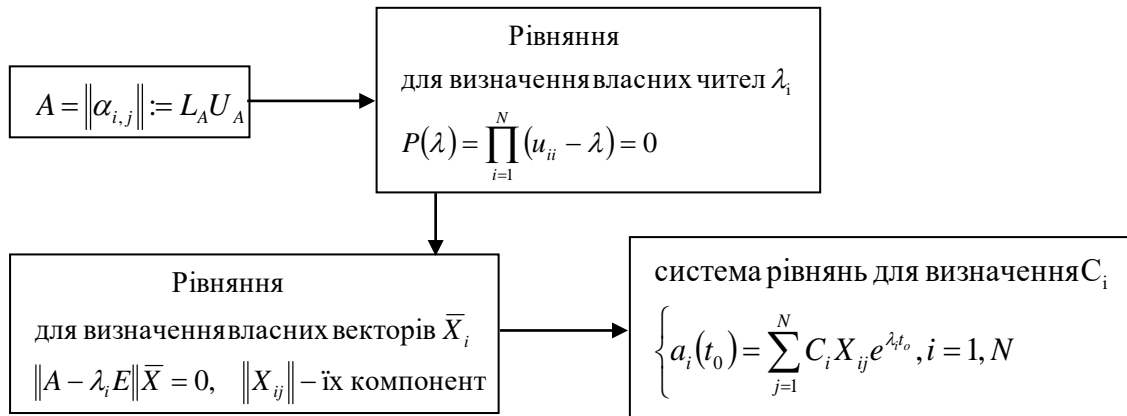 A = ‖α_{i,j}‖ := L_A U_A
Рівняння
для визначення власних чител λ_i
P(λ) = ∏_{i=1}^{N} (u_{ii} − λ) = 0
Рівняння
для визначення власних векторів X̅_i
‖A − λ_i E‖ X̅ = 0, ‖X_{ij}‖ – їх компонент
система рівнянь для визначення C_i
{ a_i(t_0) = ∑_{j=1}^{N} C_i X_{ij} e^{λ_i t_o}, i = 1, N